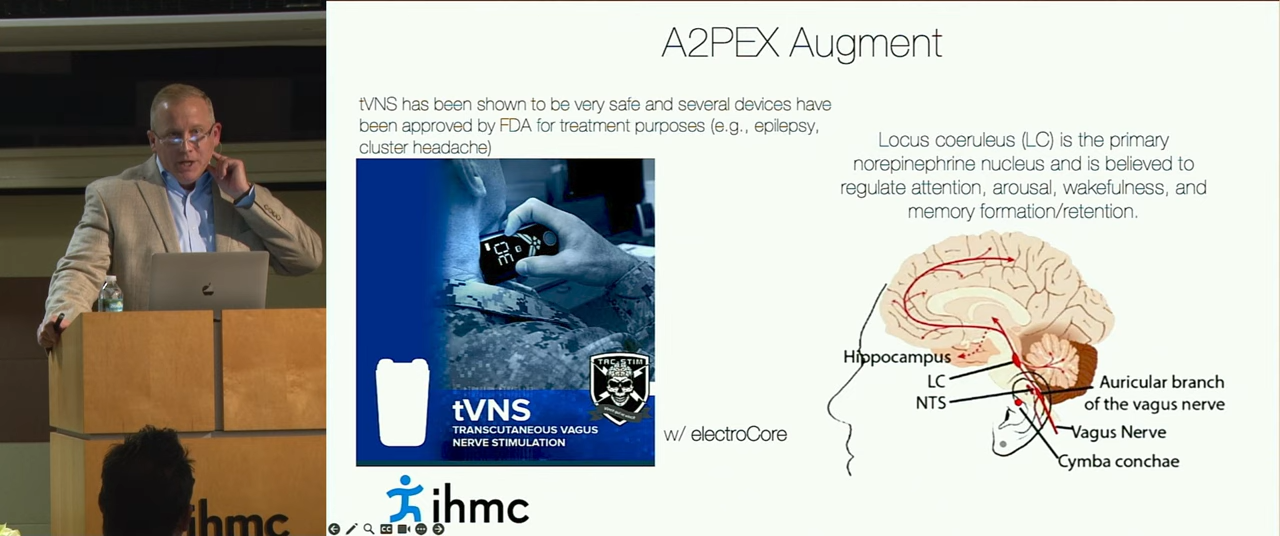 A2PEX Augment
tVNS has been shown to be very safe and several devices have
been approved by FDA for treatment purposes (e.g., epilepsy,
cluster headache)
TAC STIM
tVNS
TRANSCUTANEOUS VAGUS
NERVE STIMULATION
w/ electroCore
ihmc
Locus coeruleus (LC) is the primary
norepinephrine nucleus and is believed to
regulate attention, arousal, wakefulness, and
memory formation/retention.
Hippocampus
LC
NTS
Auricular branch
of the vagus nerve
Vagus Nerve
Cymba conchae
ihmc